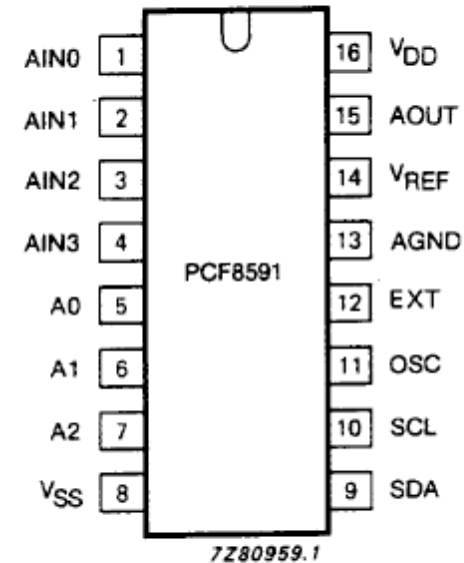 AIN0 1 16 VDD
AIN1 2 15 AOUT
AIN2 3 14 VREF
AIN3 4 13 AGND
PCF8591
A0 5 12 EXT
A1 6 11 OSC
A2 7 10 SCL
VSS 8 9 SDA
7Z80959.1